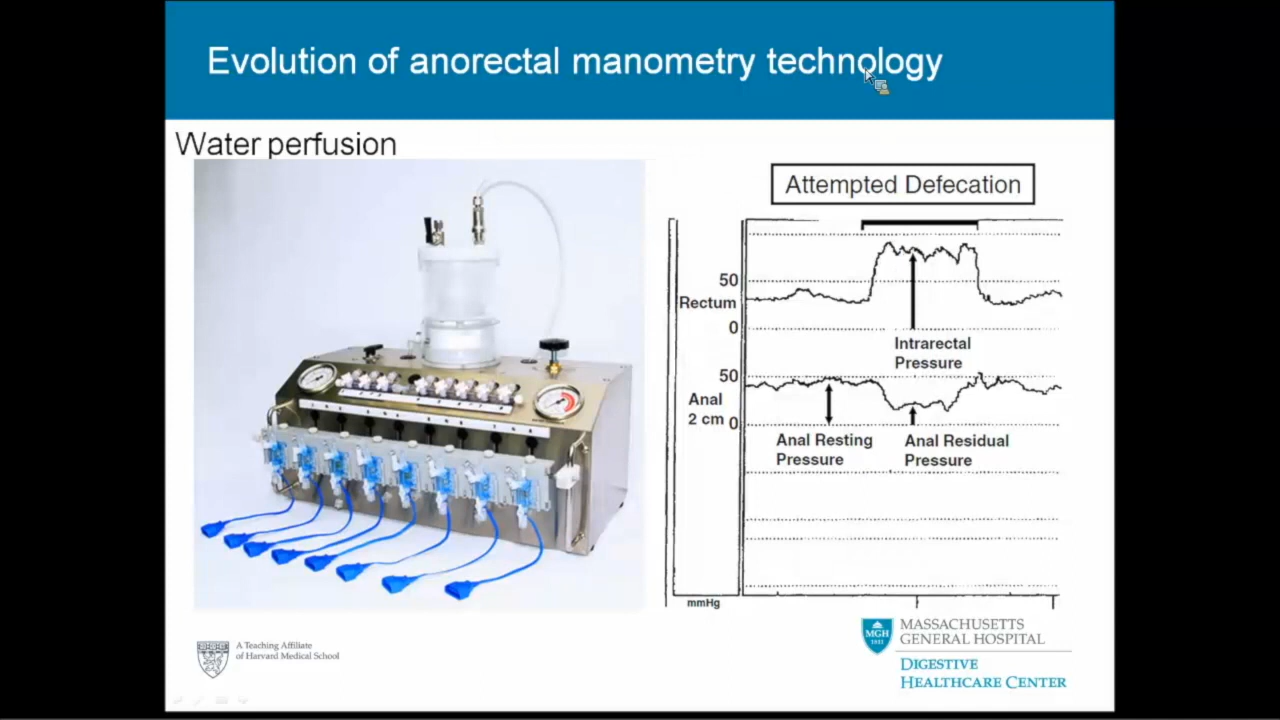 Evolution of anorectal manometry technology
Water perfusion
Attempted Defecation
50
Rectum
0
Intrarectal
Pressure
50
Anal
2 cm 0
Anal Resting
Pressure
Anal Residual
Pressure
mmHg
A Teaching Affiliate
of Harvard Medical School
MGH
1811
MASSACHUSETTS
GENERAL HOSPITAL
DIGESTIVE
HEALTHCARE CENTER